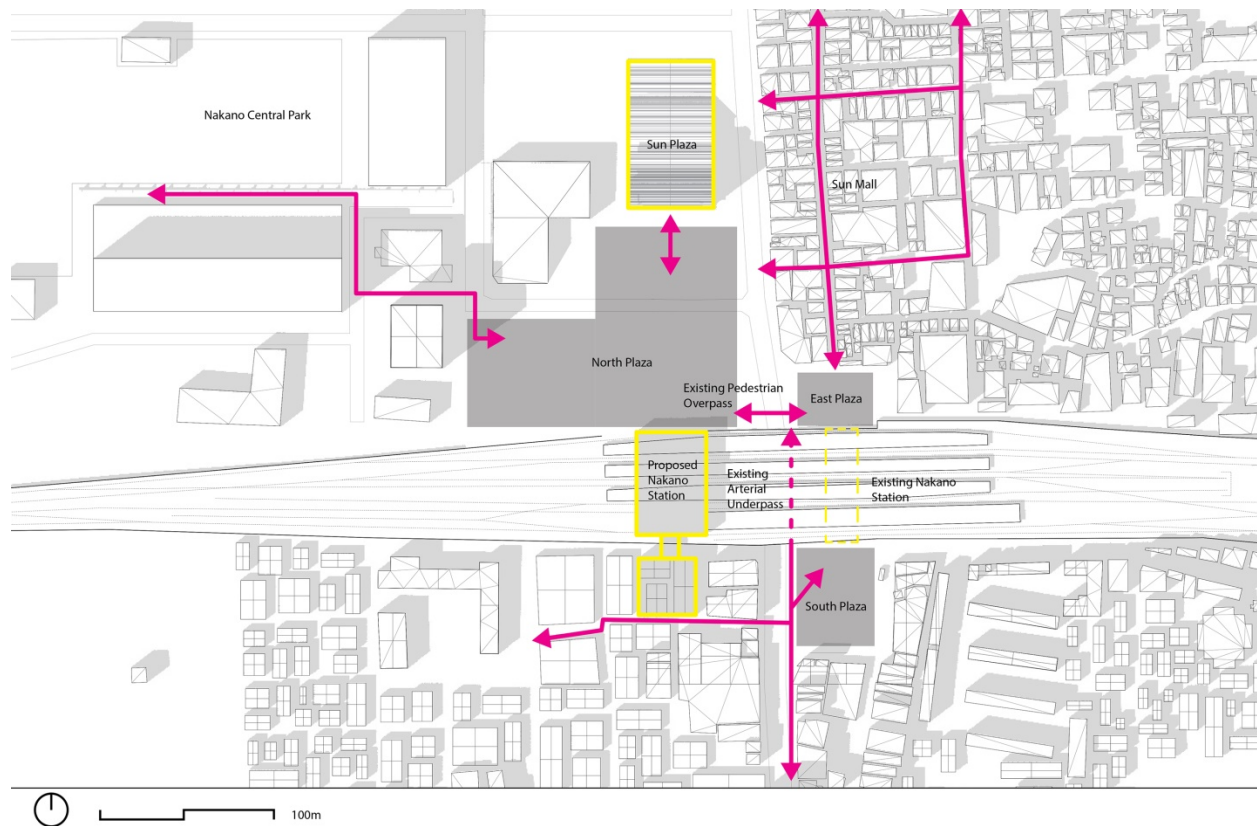 Nakano Central Park
Sun Plaza
Sun Mall
North Plaza
Existing Pedestrian
Overpass
East Plaza
Proposed
Nakano
Station
Existing
Arterial
Underpass
Existing Nakano
Station
South Plaza
100m